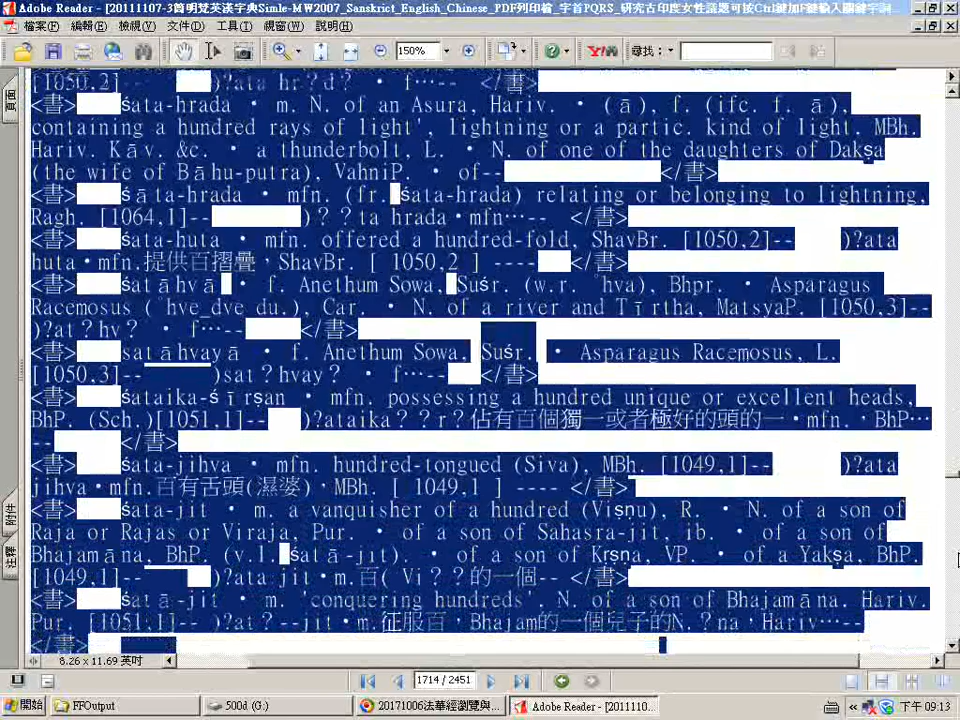 Adobe Reader - [20111107-3簡明梵英漢字典Simle-MW2007_Sanskrict_English_Chinese_PDF列印檔_字首PQRS_研究古印度女性議題可按Ctrl鍵加F鍵輸入關鍵字詞
檔案(F) 編輯(E) 檢視(V) 文件(D) 工具(T) 視窗(W) 說明(H)
150% 尋找：
頁面
[1050,2] )?ata hr?d? • f…-- </書>
<書> śata-hrada • m. N. of an Asura, Hariv. • (ā), f. (ifc. f. ā),
containing a hundred rays of light', lightning or a partic. kind of light, MBh.
Hariv. Kāv. &c. • a thunderbolt, L. • N. of one of the daughters of Dakṣa
(the wife of Bāhu-putra), VahniP. • of-- </書>
<書> śāta-hrada • mfn. (fr. śata-hrada) relating or belonging to lightning,
Ragh. [1064,1]-- )??ta hrada•mfn…-- </書>
<書> śata-huta • mfn. offered a hundred-fold, ShavBr. [1050,2]-- )?ata
huta•mfn.提供百摺疊，ShavBr. [ 1050,2 ] ---- </書>
<書> śatāhvā • f. Anethum Sowa, Suśr. (w.r. °hva), Bhpr. • Asparagus
Racemosus (°hve_dve du.), Car. • N. of a river and Tīrtha, MatsyaP. [1050,3]--
)?at?hv? • f…-- </書>
<書> satāhvayā • f. Anethum Sowa, Suśr. • Asparagus Racemosus, L.
[1050,3]-- )sat?hvay? • f…-- </書>
<書> śataika-śīrṣan • mfn. possessing a hundred unique or excellent heads,
BhP. (Sch.)[1051,1]-- )?ataika??r?佔有百個獨一或者極好的頭的一•mfn.，BhP…
-- </書>
<書> śata-jihva • mfn. hundred-tongued (Siva), MBh. [1049,1]-- )?ata
jihva•mfn.百有舌頭(濕婆)，MBh. [ 1049,1 ] ---- </書>
<書> śata-jit • m. a vanquisher of a hundred (Viṣṇu), R. • N. of a son of
Raja or Rajas or Viraja, Pur. • of a son of Sahasra-jit, ib. • of a son of
Bhajamāna, BhP. (v.l. śatā-jit). • of a son of Kṛṣṇa, VP. • of a Yakṣa, BhP.
[1049,1]-- )?ata jit•m.百( Vi??的一個-- </書>
<書> śatā-jit • m. 'conquering hundreds', N. of a son of Bhajamāna. Hariv.
Pur. [1051,1]-- )?at?--jit•m.征服百，Bhajam的一個兒子的N.?na，Hariv…--
</書>
附件
注釋
8.26 x 11.69 英吋
1714 / 2451
開始 FFOutput 500d (G:) 20171006法華經瀏覽與... Adobe Reader - [2011110... 下午 09:13